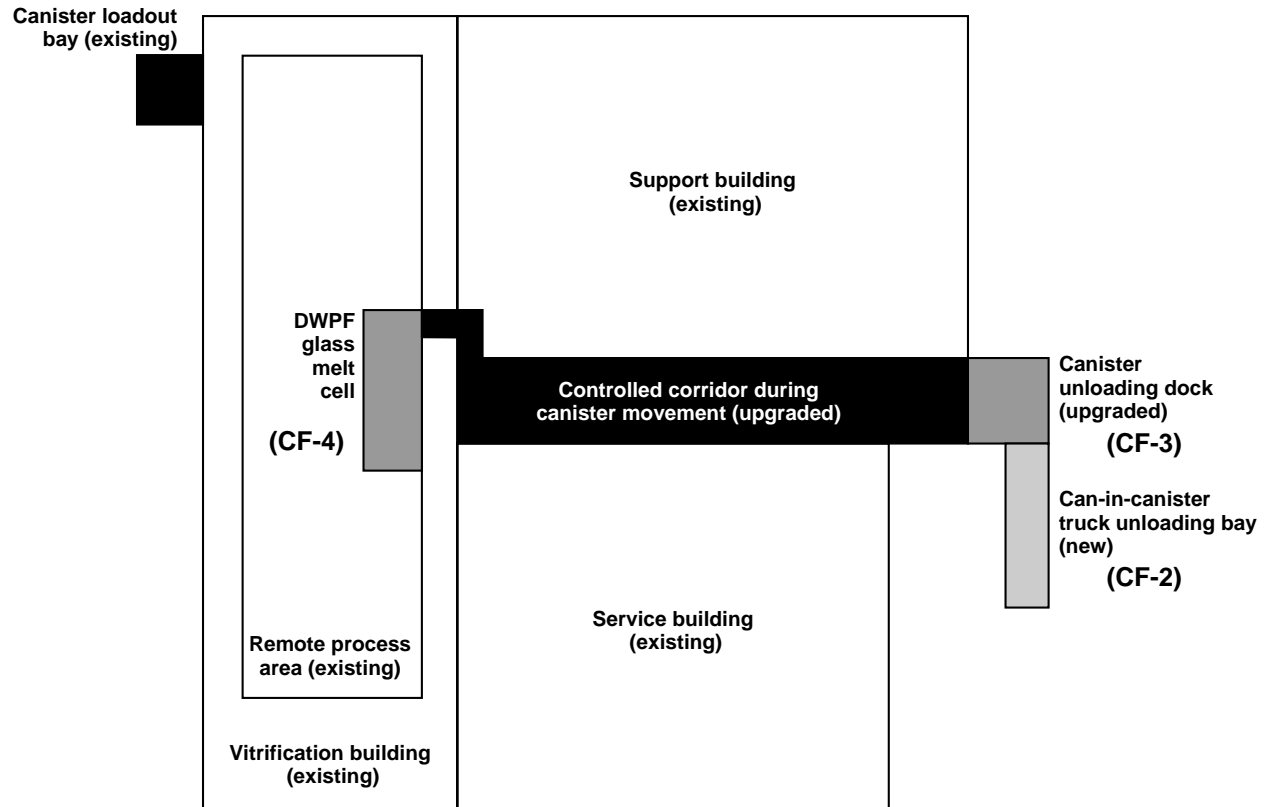 Canister loadout
bay (existing)
Support building
(existing)
DWPF
glass
melt
cell
(CF-4)
Controlled corridor during
canister movement (upgraded)
Canister
unloading dock
(upgraded)
(CF-3)
Can-in-canister
truck unloading bay
(new)
(CF-2)
Service building
(existing)
Remote process
area (existing)
Vitrification building
(existing)